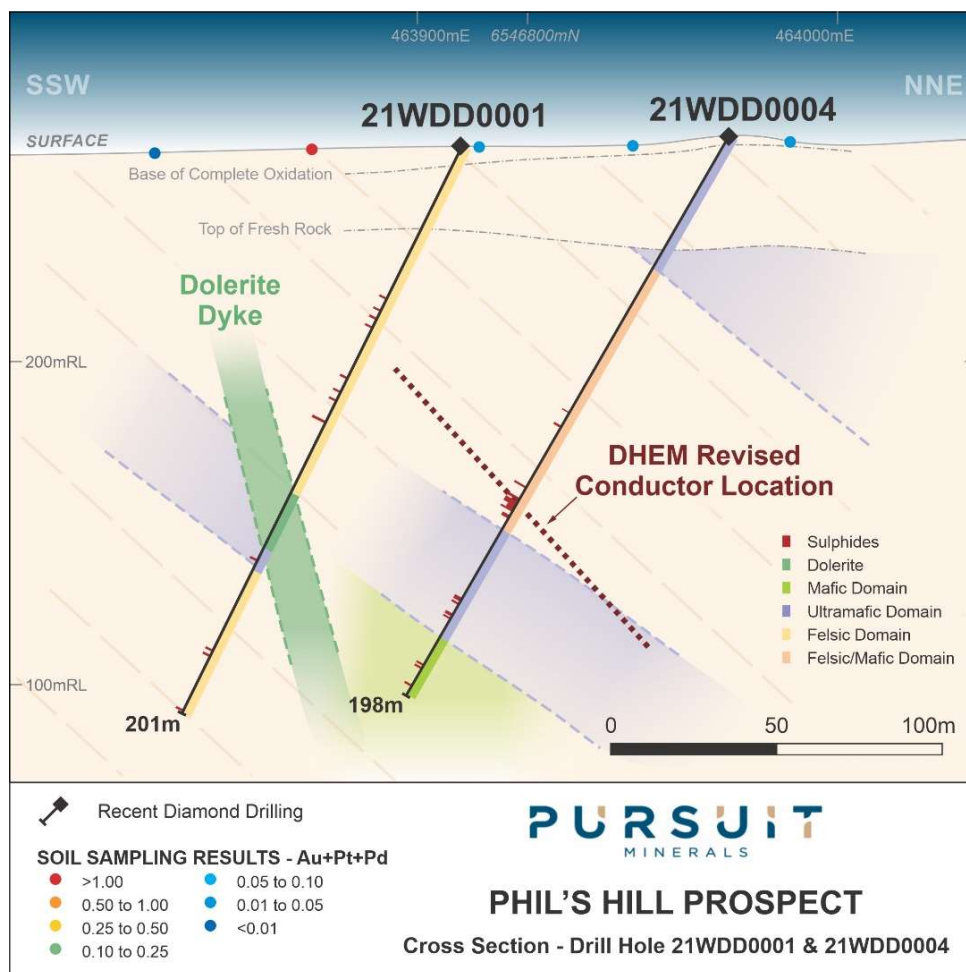 463900mE 6546800mN 464000mE
SSW NNE
21WDD0001 21WDD0004
SURFACE
Base of Complete Oxidation
Top of Fresh Rock
Dolerite
Dyke
200mRL
DHEM Revised
Conductor Location
Sulphides
Dolerite
Mafic Domain
Ultramafic Domain
Felsic Domain
Felsic/Mafic Domain
100mRL
201m
198m
0 50 100m
Recent Diamond Drilling
SOIL SAMPLING RESULTS - Au+Pt+Pd
>1.00
0.50 to 1.00
0.25 to 0.50
0.10 to 0.25
0.05 to 0.10
0.01 to 0.05
<0.01
PURSUIT
MINERALS
PHIL'S HILL PROSPECT
Cross Section - Drill Hole 21WDD0001 & 21WDD0004